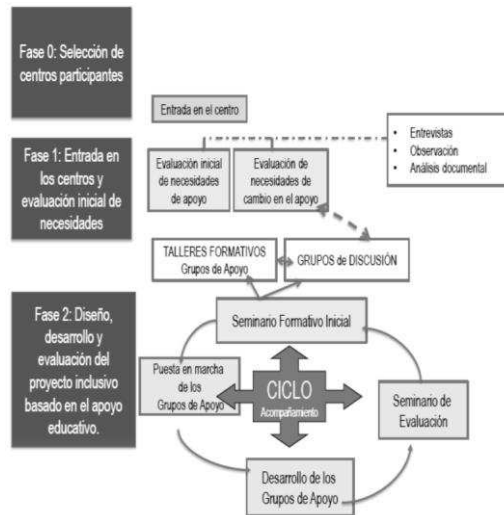 Fase 0: Selección de
centros participantes
Entrada en el centro
Fase 1: Entrada en
los centros y
evaluación inicial de
necesidades
Evaluación inicial
de necesidades
de apoyo
Evaluación de
necesidades de
cambio en el apoyo
• Entrevistas
• Observación
• Análisis documental
TALLERES FORMATIVOS
Grupos de Apoyo
GRUPOS de DISCUSIÓN
Fase 2: Diseño,
desarrollo y
evaluación del
proyecto inclusivo
basado en el apoyo
educativo.
Seminario Formativo Inicial
Puesta en marcha
de los
Grupos de Apoyo
CICLO
Acompañamiento
Seminario de
Evaluación
Desarrollo de los
Grupos de Apoyo